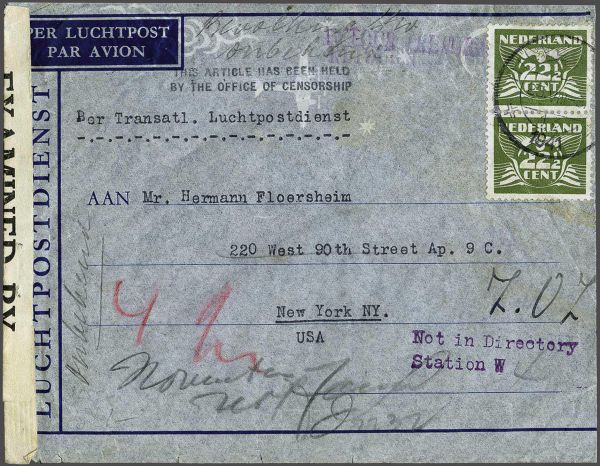 PER LUCHTPOST
PAR AVION
NEDERLAND
22½
CENT
NEDERLAND
22½
CENT
1941
THIS ARTICLE HAS BEEN HELD
BY THE OFFICE OF CENSORSHIP
Per Transatl. Luchtpostdienst
AAN Mr. Hermann Floersheim
220 West 90th Street Ap. 9 C.
New York NY.
USA
Not in Directory
Station W
LUCHTPOSTDIENST
EXAMINED BY